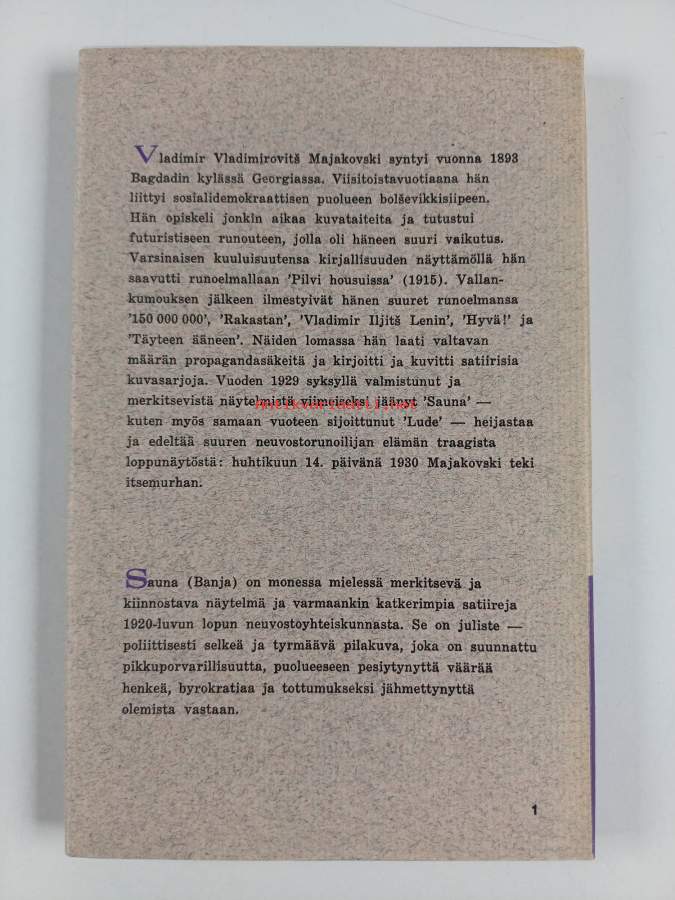 Vladimir Vladimirovitš Majakovski syntyi vuonna 1893
Bagdadin kylässä Georgiassa. Viisitoistavuotiaana hän
liittyi sosialidemokraattisen puolueen bolševikkisiipeen.
Hän opiskeli jonkin aikaa kuvataiteita ja tutustui
futuristiseen runouteen, jolla oli häneen suuri vaikutus.
Varsinaisen kuuluisuutensa kirjallisuuden näyttämöllä hän
saavutti runoelmallaan 'Pilvi housuissa' (1915). Vallan-
kumouksen jälkeen ilmestyivät hänen suuret runoelmansa
'150 000 000', 'Rakastan', 'Vladimir Iljitš Lenin', 'Hyvä!' ja
'Täyteen ääneen'. Näiden lomassa hän laati valtavan
määrän propagandasäkeitä ja kirjoitti ja kuvitti satiirisia
kuvasarjoja. Vuoden 1929 syksyllä valmistunut ja
merkitsevistä näytelmistä viimeiseksi jäänyt 'Sauna' —
antikvariaatti.net
kuten myös samaan vuoteen sijoittunut 'Lude' — heijastaa
ja edeltää suuren neuvostorunoilijan elämän traagista
loppunäytöstä: huhtikuun 14. päivänä 1930 Majakovski teki
itsemurhan.
Sauna (Banja) on monessa mielessä merkitsevä ja
kiinnostava näytelmä ja varmaankin katkerimpia satiireja
1920-luvun lopun neuvostoyhteiskunnasta. Se on juliste —
poliittisesti selkeä ja tyrmäävä pilakuva, joka on suunnattu
pikkuporvarillisuutta, puolueeseen pesiytynyttä väärää
henkeä, byrokratiaa ja tottumukseksi jähmettynyttä
olemista vastaan.
1